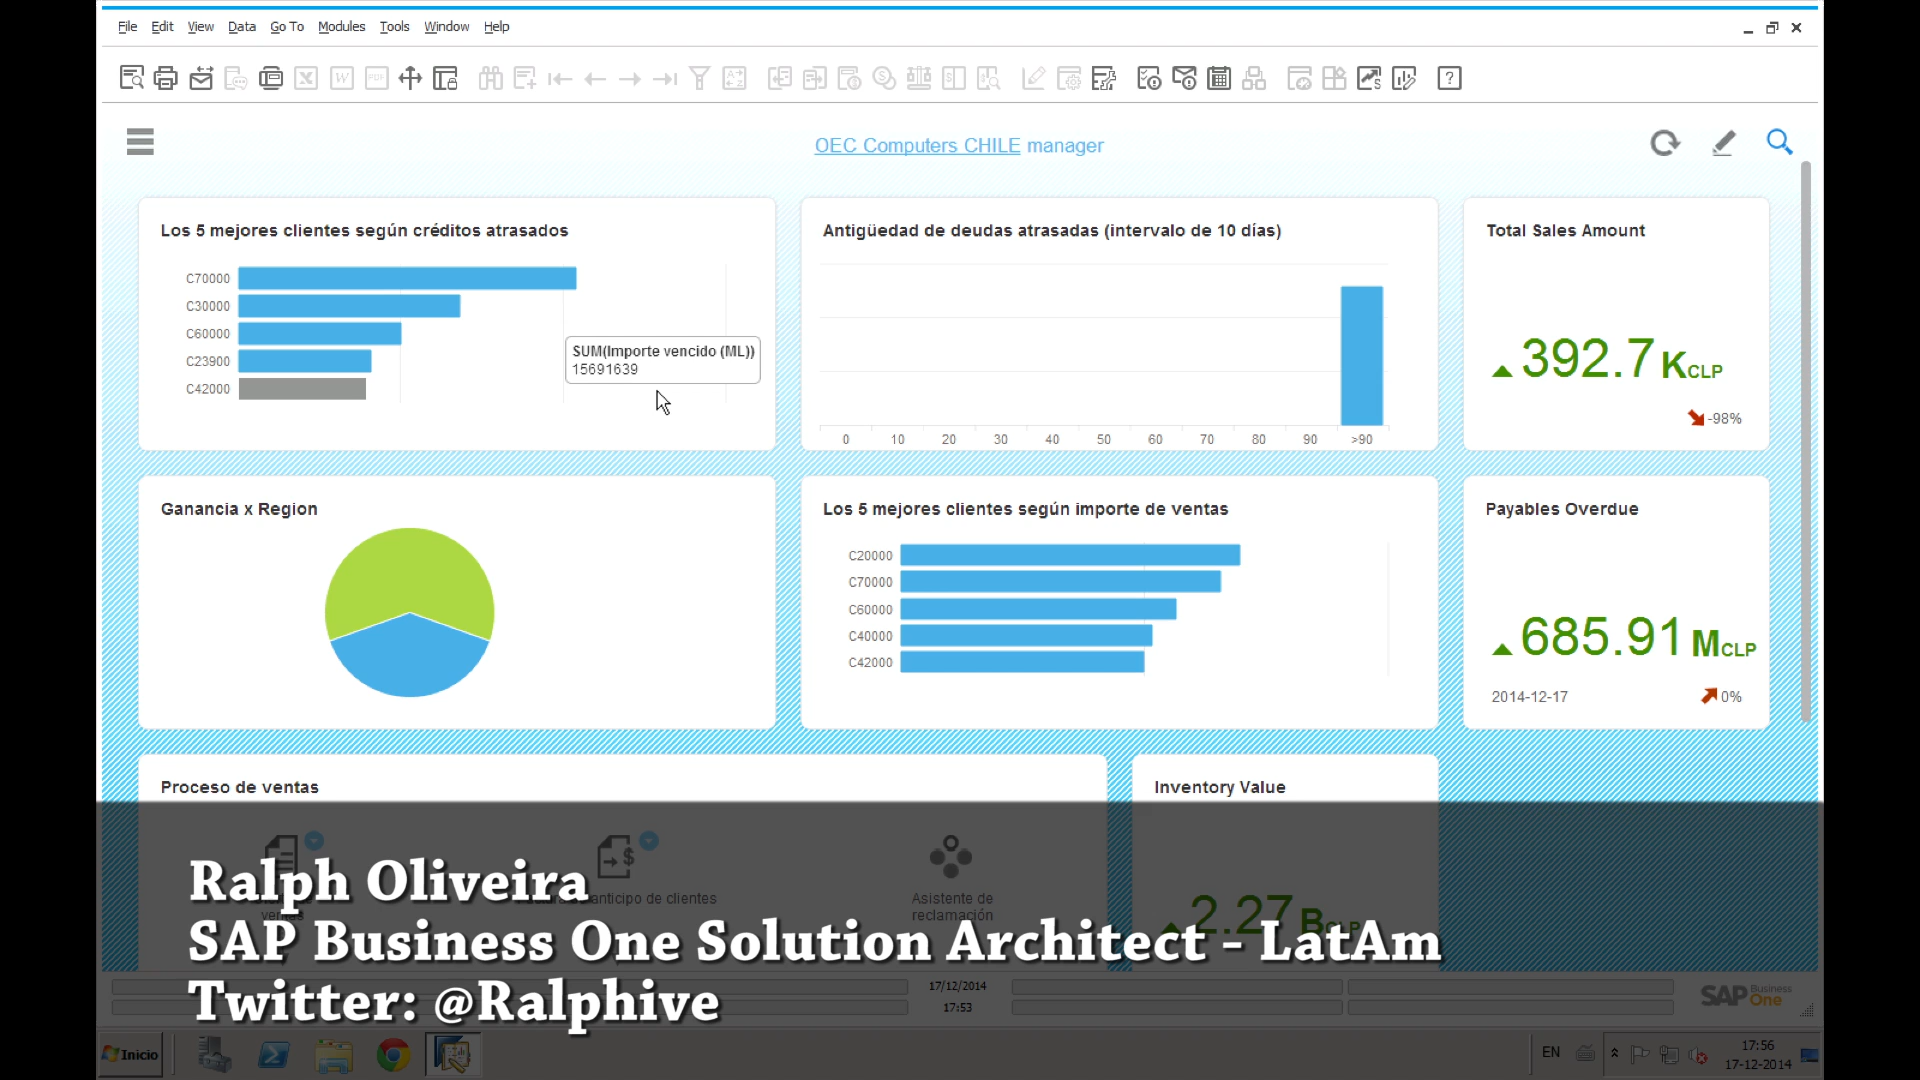 File Edit View Data Go To Modules Tools Window Help
OEC Computers CHILE manager
Los 5 mejores clientes según créditos atrasados
C70000
C30000
C60000
C23900
C42000
SUM(Importe vencido (ML))
15691639
Antigüedad de deudas atrasadas (intervalo de 10 días)
0 10 20 30 40 50 60 70 80 90 >90
Total Sales Amount
392.7 KCLP
-98%
Ganancia x Region
Los 5 mejores clientes según importe de ventas
C20000
C70000
C60000
C40000
C42000
Payables Overdue
685.91 MCLP
2014-12-17 0%
Proceso de ventas
anticipo de clientes
Asistente de
reclamación
Inventory Value
2.27 BCLP
Ralph Oliveira
SAP Business One Solution Architect – LatAm
Twitter: @Ralphive
17/12/2014
17:53
SAP Business
One
Inicio
EN
17:56
17-12-2014